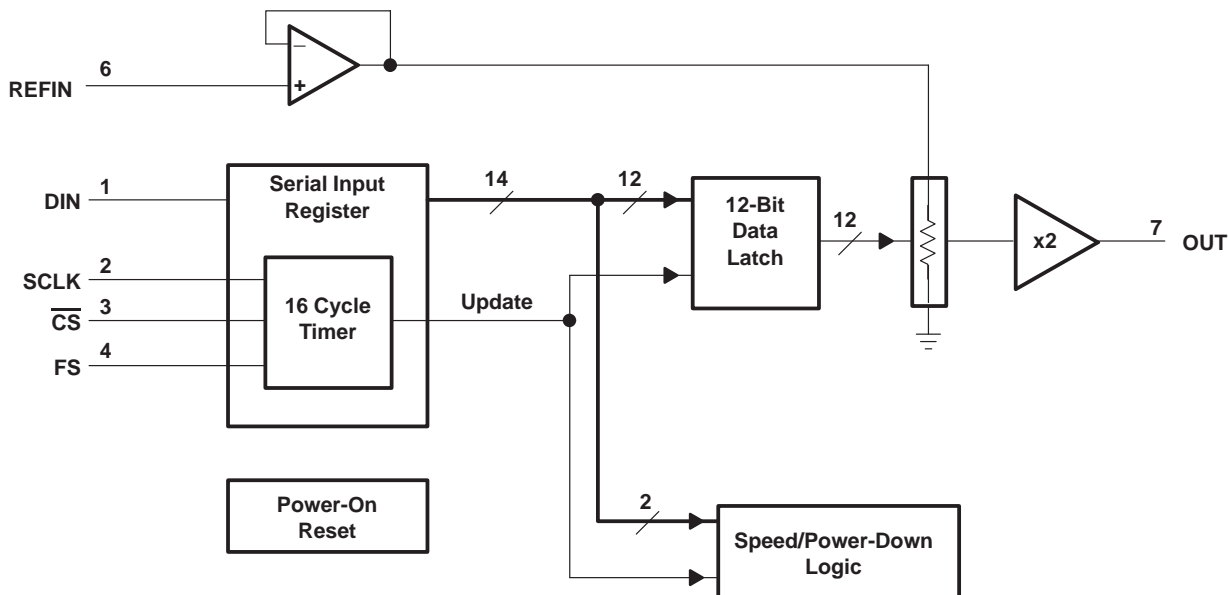 6
REFIN
−
+
1
DIN
Serial Input
Register
14
12
12-Bit
Data
Latch
12
x2
7
OUT
2
SCLK
3
C̅S̅
4
FS
16 Cycle
Timer
Update
Power-On
Reset
2
Speed/Power-Down
Logic